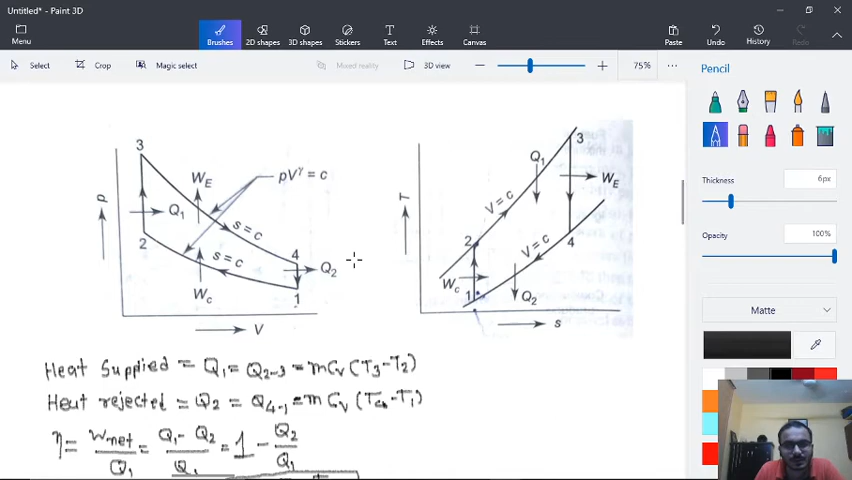 Untitled* - Paint 3D
Menu
Brushes
2D shapes
3D shapes
Stickers
Text
Effects
Canvas
Paste
Undo
History
Redo
Select
Crop
Magic select
Mixed reality
3D view
75%
Pencil
Thickness
6px
Opacity
100%
Matte
3
W_E
pV^γ = c
p
Q₁
s = c
2
s = c
4
Q₂
W_c
1
V
3
Q₁
T
W_E
V = c
2
4
V = c
W_c
1
Q₂
s
Heat Supplied = Q₁ = Q₂₋₃ = mCv (T₃-T₂)
Heat rejected = Q₂ = Q₄₋₁ = mCv (T₄-T₁)
η = Wnet/Q₁ = Q₁-Q₂/Q₁ = 1 - Q₂/Q₁